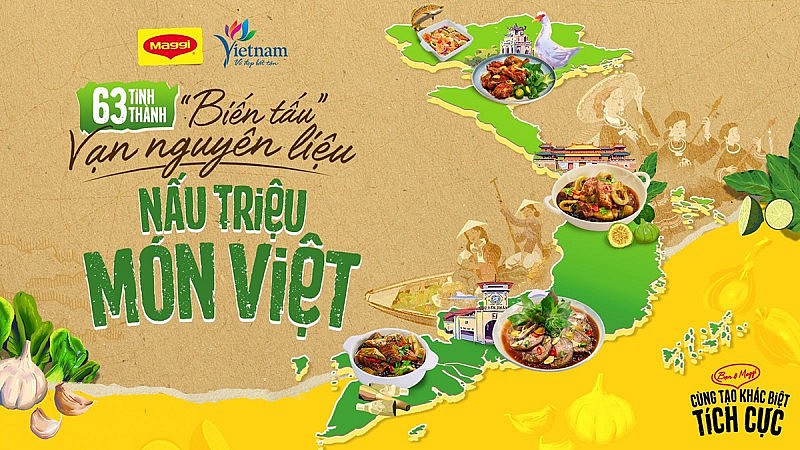 Maggi
Vietnam
Vẻ đẹp bất tận
63 TỈNH THÀNH "Biến tấu"
Vạn nguyên liệu
NẤU TRIỆU
MÓN VIỆT
Bạn & Maggi
CÙNG TẠO KHÁC BIỆT
TÍCH CỰC